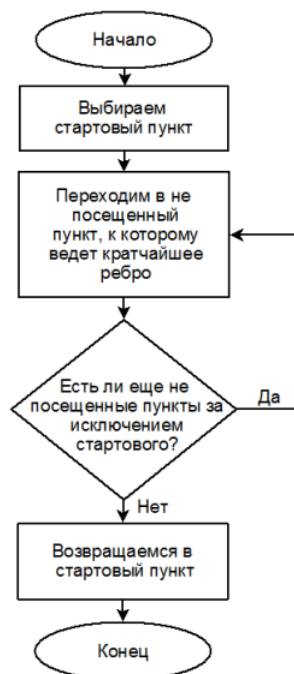 Начало
Выбираем
стартовый пункт
Переходим в не
посещенный
пункт, к которому
ведет кратчайшее
ребро
Есть ли еще не
посещенные пункты за
исключением
стартового?
Да
Нет
Возвращаемся в
стартовый пункт
Конец